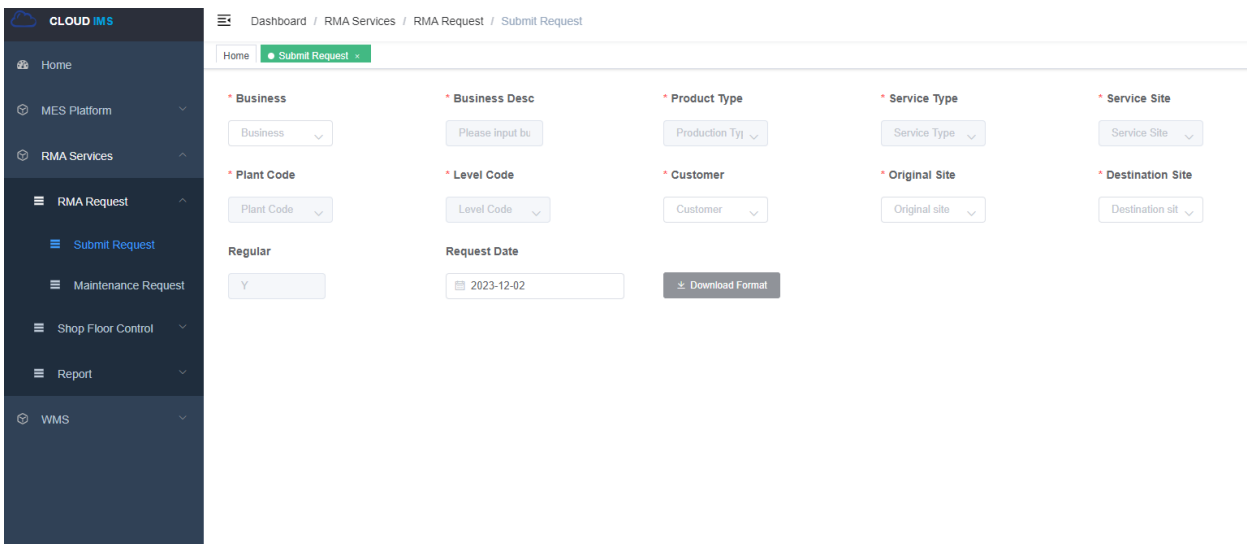 CLOUD IMS
Dashboard / RMA Services / RMA Request / Submit Request
Home
Submit Request ×
Home
MES Platform
RMA Services
RMA Request
Submit Request
Maintenance Request
Shop Floor Control
Report
WMS
* Business * Business Desc * Product Type * Service Type * Service Site
Business Please input bu Production Typ Service Type Service Site
* Plant Code * Level Code * Customer * Original Site * Destination Site
Plant Code Level Code Customer Original site Destination sit
Regular Request Date
Y 2023-12-02 Download Format